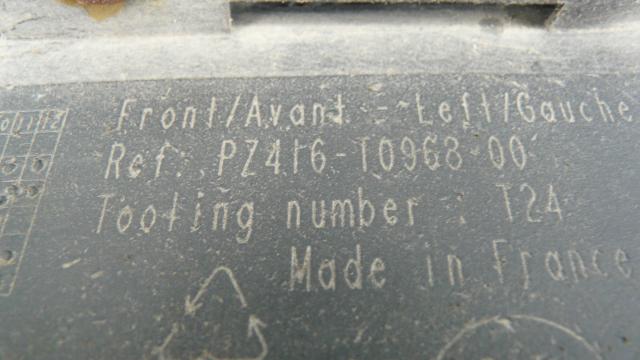 Front/Avant - Left/Gauche
Ref: PZ416-T0968-00
Tooting number : T24
Made in France